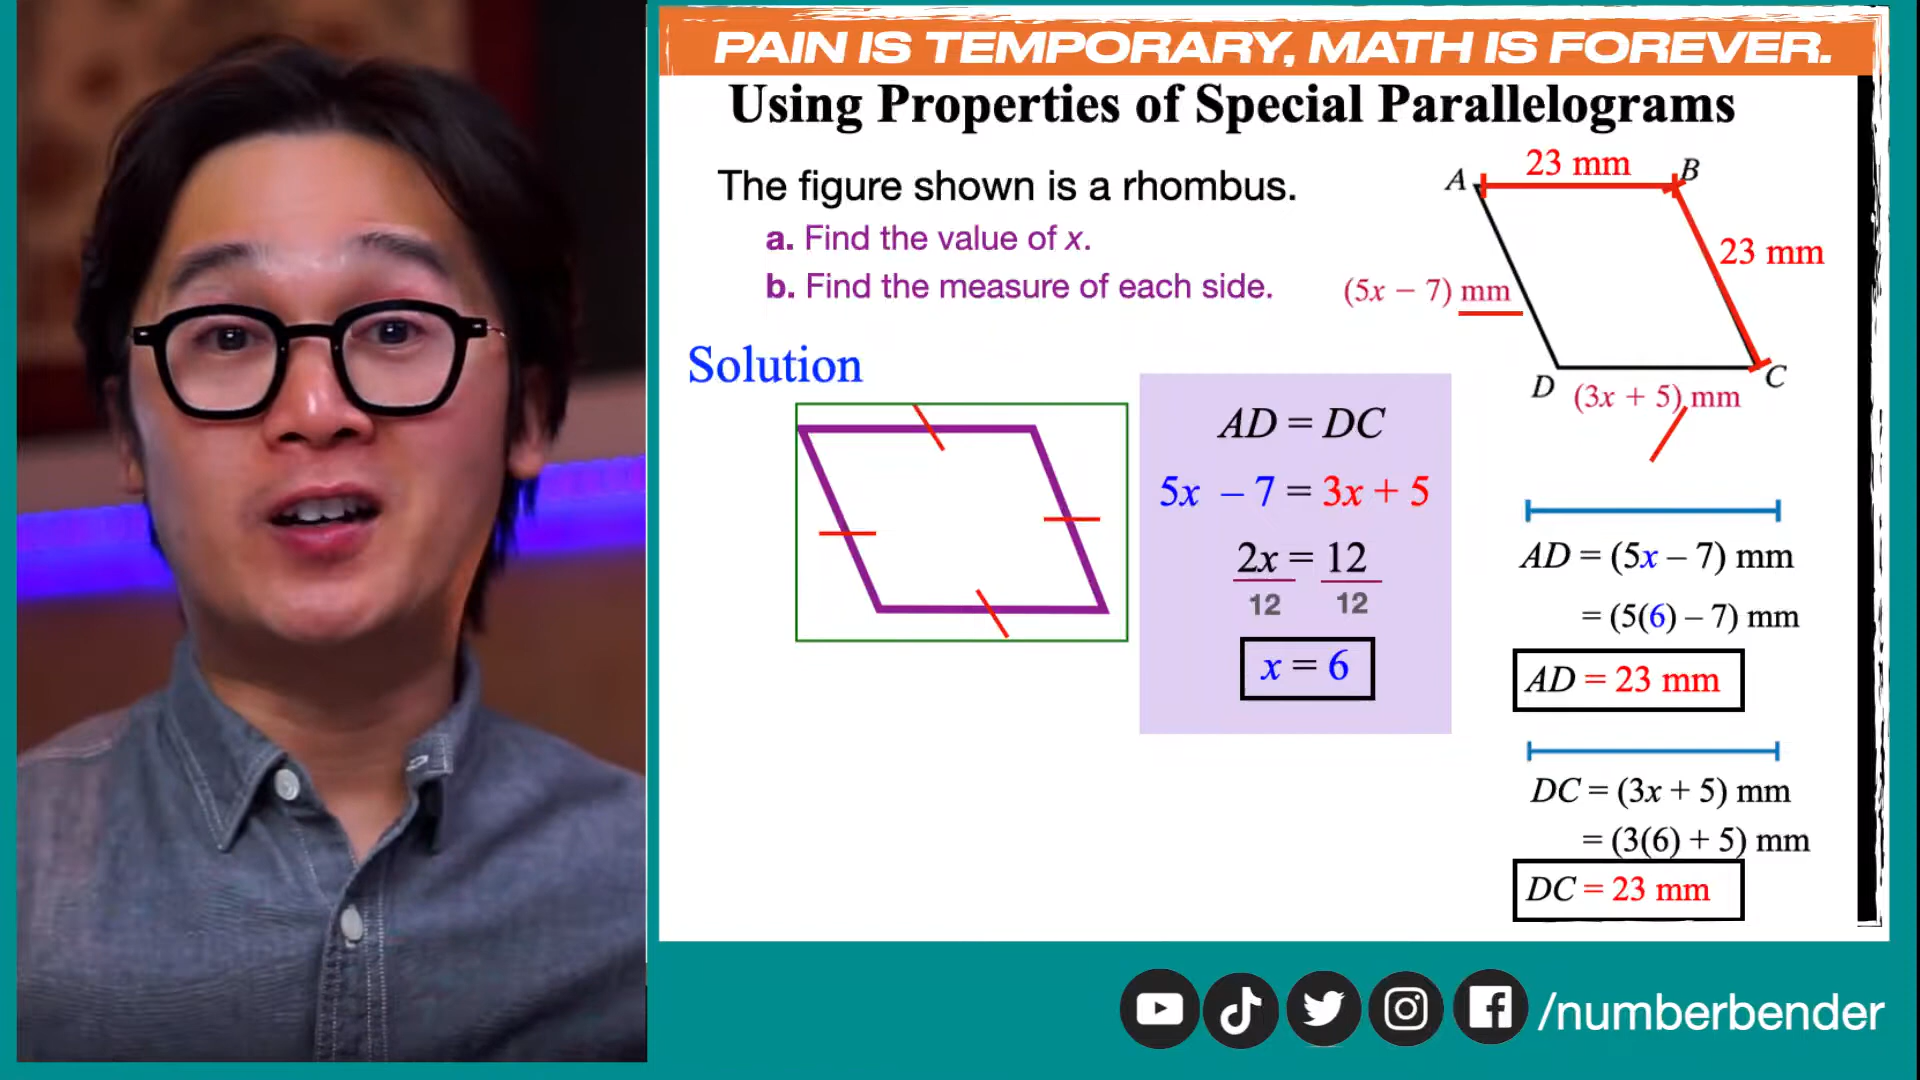 PAIN IS TEMPORARY, MATH IS FOREVER.
Using Properties of Special Parallelograms
The figure shown is a rhombus.
a. Find the value of x.
b. Find the measure of each side.
A
23 mm
B
23 mm
(5x − 7) mm
D
(3x + 5) mm
C
Solution
AD = DC
5x − 7 = 3x + 5
2x = 12
12 12
x = 6
AD = (5x – 7) mm
= (5(6) – 7) mm
AD = 23 mm
DC = (3x + 5) mm
= (3(6) + 5) mm
DC = 23 mm
/numberbender